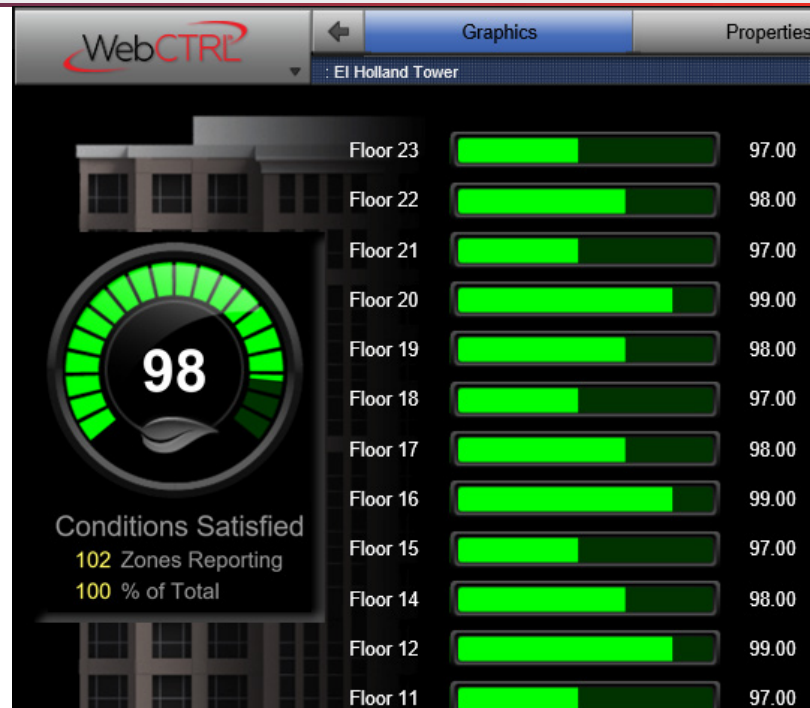 WebCTRL®
Graphics
Properties
: EI Holland Tower
Floor 23 97.00
Floor 22 98.00
Floor 21 97.00
Floor 20 99.00
Floor 19 98.00
Floor 18 97.00
Floor 17 98.00
Floor 16 99.00
Floor 15 97.00
Floor 14 98.00
Floor 12 99.00
Floor 11 97.00
98
Conditions Satisfied
102 Zones Reporting
100 % of Total